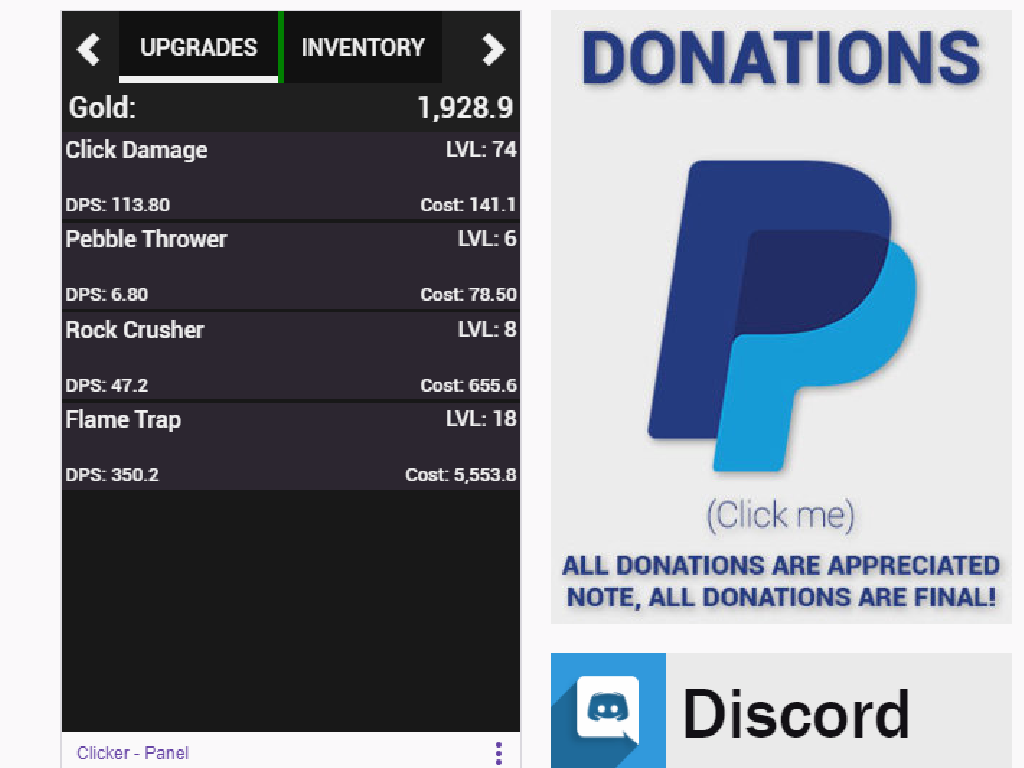 UPGRADES INVENTORY
Gold: 1,928.9
Click Damage LVL: 74
DPS: 113.80 Cost: 141.1
Pebble Thrower LVL: 6
DPS: 6.80 Cost: 78.50
Rock Crusher LVL: 8
DPS: 47.2 Cost: 655.6
Flame Trap LVL: 18
DPS: 350.2 Cost: 5,553.8
Clicker - Panel
DONATIONS
(Click me)
ALL DONATIONS ARE APPRECIATED
NOTE, ALL DONATIONS ARE FINAL!
Discord